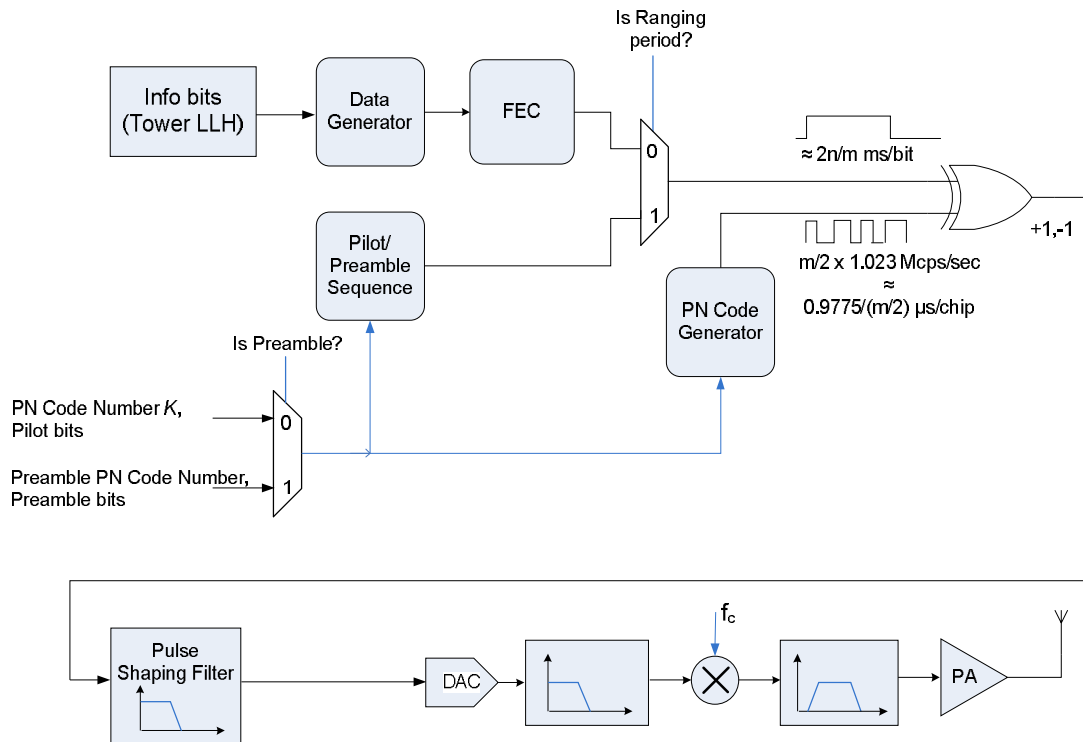 Is Ranging
period?
Info bits
(Tower LLH)
Data
Generator
FEC
0
1
≈ 2n/m ms/bit
+1,-1
m/2 x 1.023 Mcps/sec
≈
0.9775/(m/2) µs/chip
Pilot/
Preamble
Sequence
PN Code
Generator
Is Preamble?
PN Code Number K,
Pilot bits
0
Preamble PN Code Number,
Preamble bits
1
Pulse
Shaping Filter
DAC
fc
PA